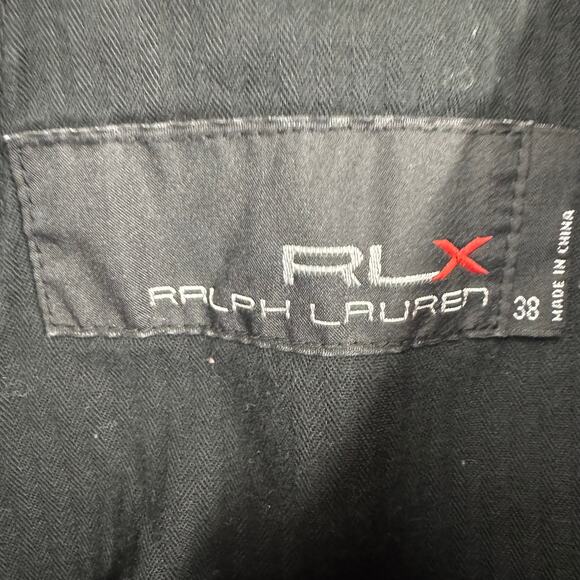 RLX
RALPH LAUREN
38
MADE IN CHINA